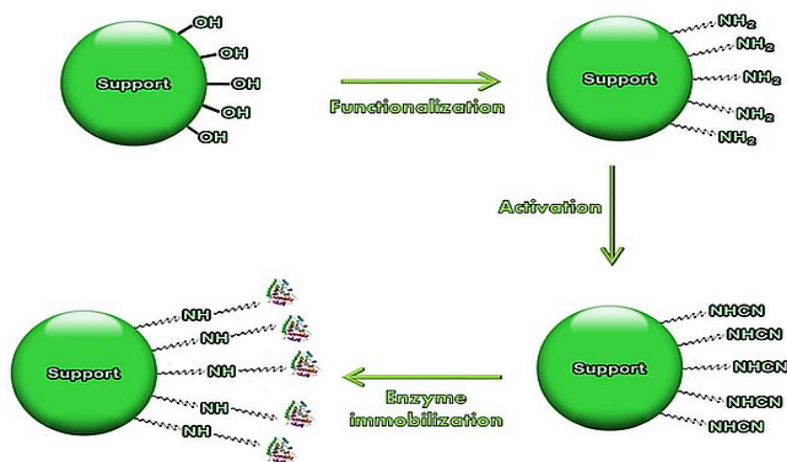 OH
OH
Support
OH
OH
OH
Functionalization
NH₂
NH₂
Support
NH₂
NH₂
NH₂
Activation
NHCN
NHCN
Support
NHCN
NHCN
NHCN
Enzyme
immobilization
NH
NH
Support
NH
NH
NH